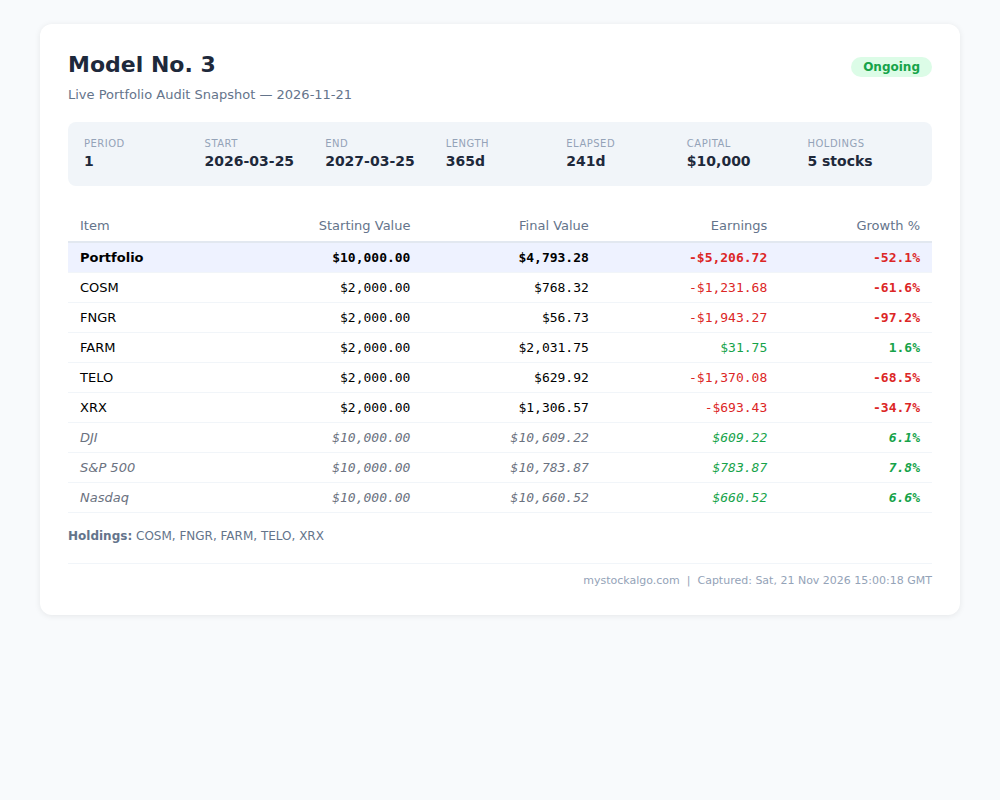 Model No. 3
Ongoing
Live Portfolio Audit Snapshot — 2026-11-21
PERIOD START END LENGTH ELAPSED CAPITAL HOLDINGS
1 2026-03-25 2027-03-25 365d 241d $10,000 5 stocks
Item Starting Value Final Value Earnings Growth %
Portfolio $10,000.00 $4,793.28 -$5,206.72 -52.1%
COSM $2,000.00 $768.32 -$1,231.68 -61.6%
FNGR $2,000.00 $56.73 -$1,943.27 -97.2%
FARM $2,000.00 $2,031.75 $31.75 1.6%
TELO $2,000.00 $629.92 -$1,370.08 -68.5%
XRX $2,000.00 $1,306.57 -$693.43 -34.7%
DJI $10,000.00 $10,609.22 $609.22 6.1%
S&P 500 $10,000.00 $10,783.87 $783.87 7.8%
Nasdaq $10,000.00 $10,660.52 $660.52 6.6%
Holdings: COSM, FNGR, FARM, TELO, XRX
mystockalgo.com | Captured: Sat, 21 Nov 2026 15:00:18 GMT